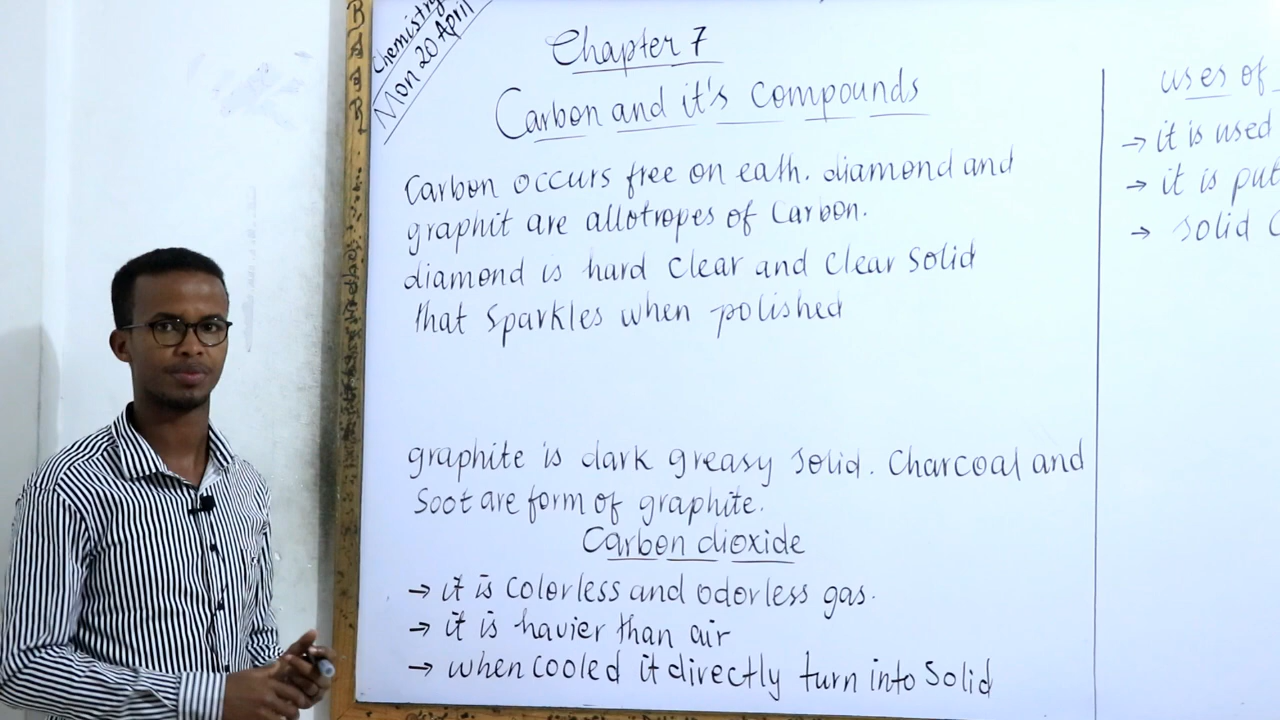 Chemistry
Mon 20 April
Chapter 7
Carbon and it's compounds
Carbon occurs free on eath. diamond and
graphit are allotropes of Carbon.
diamond is hard clear and clear solid
that sparkles when polished
graphite is dark greasy solid. Charcoal and
Soot are form of graphite.
Carbon dioxide
→ it is colorless and odorless gas.
→ it is havier than air
→ when cooled it directly turn into solid
uses of
→ it is used
→ it is put
→ solid C